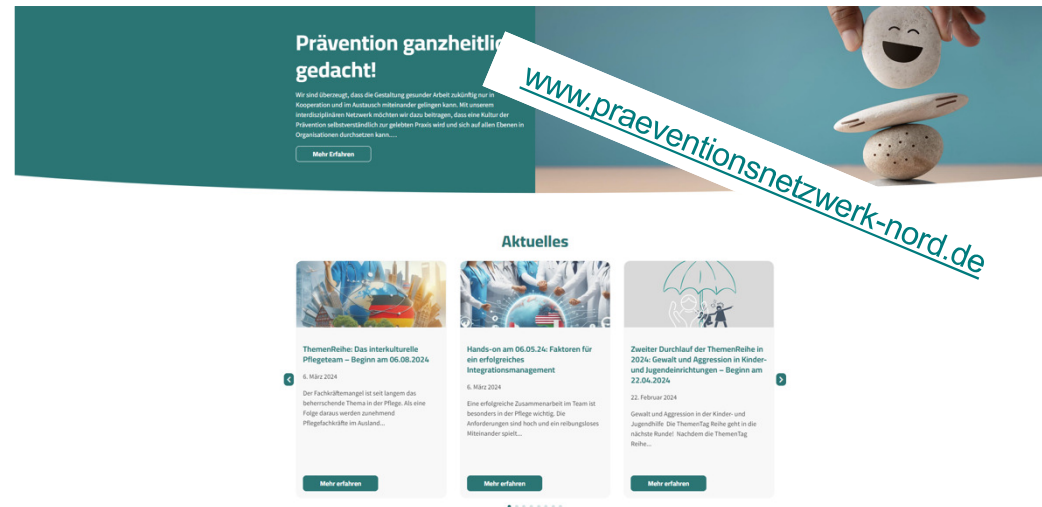 Prävention ganzheitlich
gedacht!
Wir sind überzeugt, dass die Gestaltung gesunder Arbeit zukünftig nur in
Kooperation und im Austausch miteinander gelingen kann. Mit unserem
interdisziplinären Netzwerk möchten wir dazu beitragen, dass eine Kultur der
Prävention selbstverständlich zur gelebten Praxis wird und sich auf allen Ebenen in
Organisationen durchsetzen kann….
Mehr Erfahren
www.praeventionsnetzwerk-nord.de
Aktuelles
ThemenReihe: Das interkulturelle
Pflegeteam – Beginn am 06.08.2024
6. März 2024
Der Fachkräftemangel ist seit langem das
beherrschende Thema in der Pflege. Als eine
Folge daraus werden zunehmend
Pflegefachkräfte im Ausland...
Mehr erfahren
Hands-on am 06.05.24: Faktoren für
ein erfolgreiches
Integrationsmanagement
6. März 2024
Eine erfolgreiche Zusammenarbeit im Team ist
besonders in der Pflege wichtig. Die
Anforderungen sind hoch und ein reibungsloses
Miteinander spielt...
Mehr erfahren
Zweiter Durchlauf der ThemenReihe in
2024: Gewalt und Aggression in Kinder-
und Jugendeinrichtungen – Beginn am
22.04.2024
22. Februar 2024
Gewalt und Aggression in der Kinder- und
Jugendhilfe  Die ThemenTag Reihe geht in die
nächste Runde!  Nachdem die ThemenTag
Reihe...
Mehr erfahren